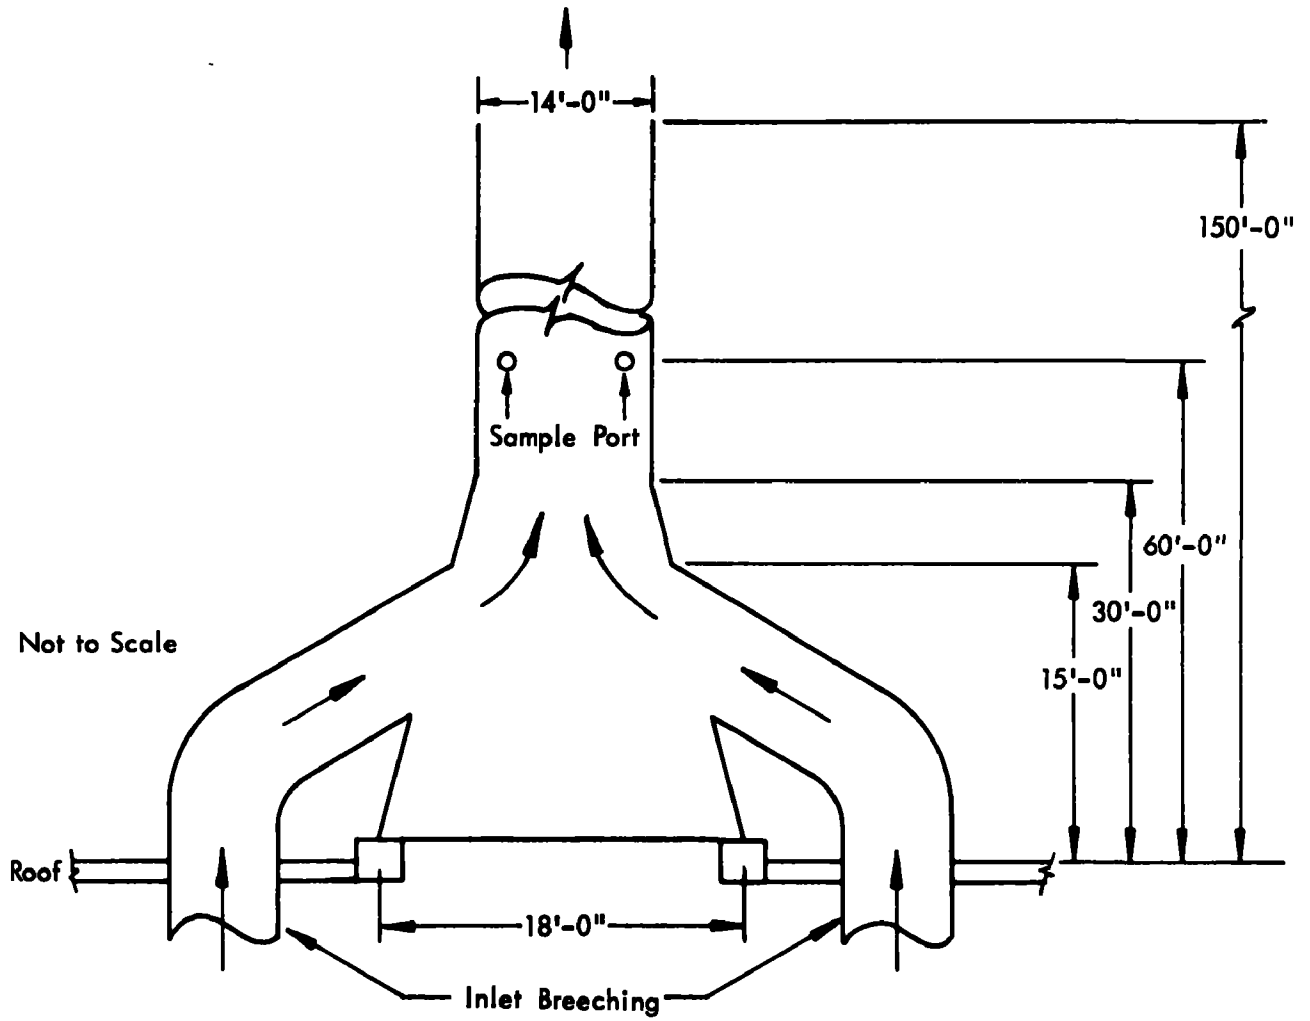 14'-0"
150'-0"
Sample Port
60'-0"
30'-0"
Not to Scale
15'-0"
Roof
18'-0"
Inlet Breeching